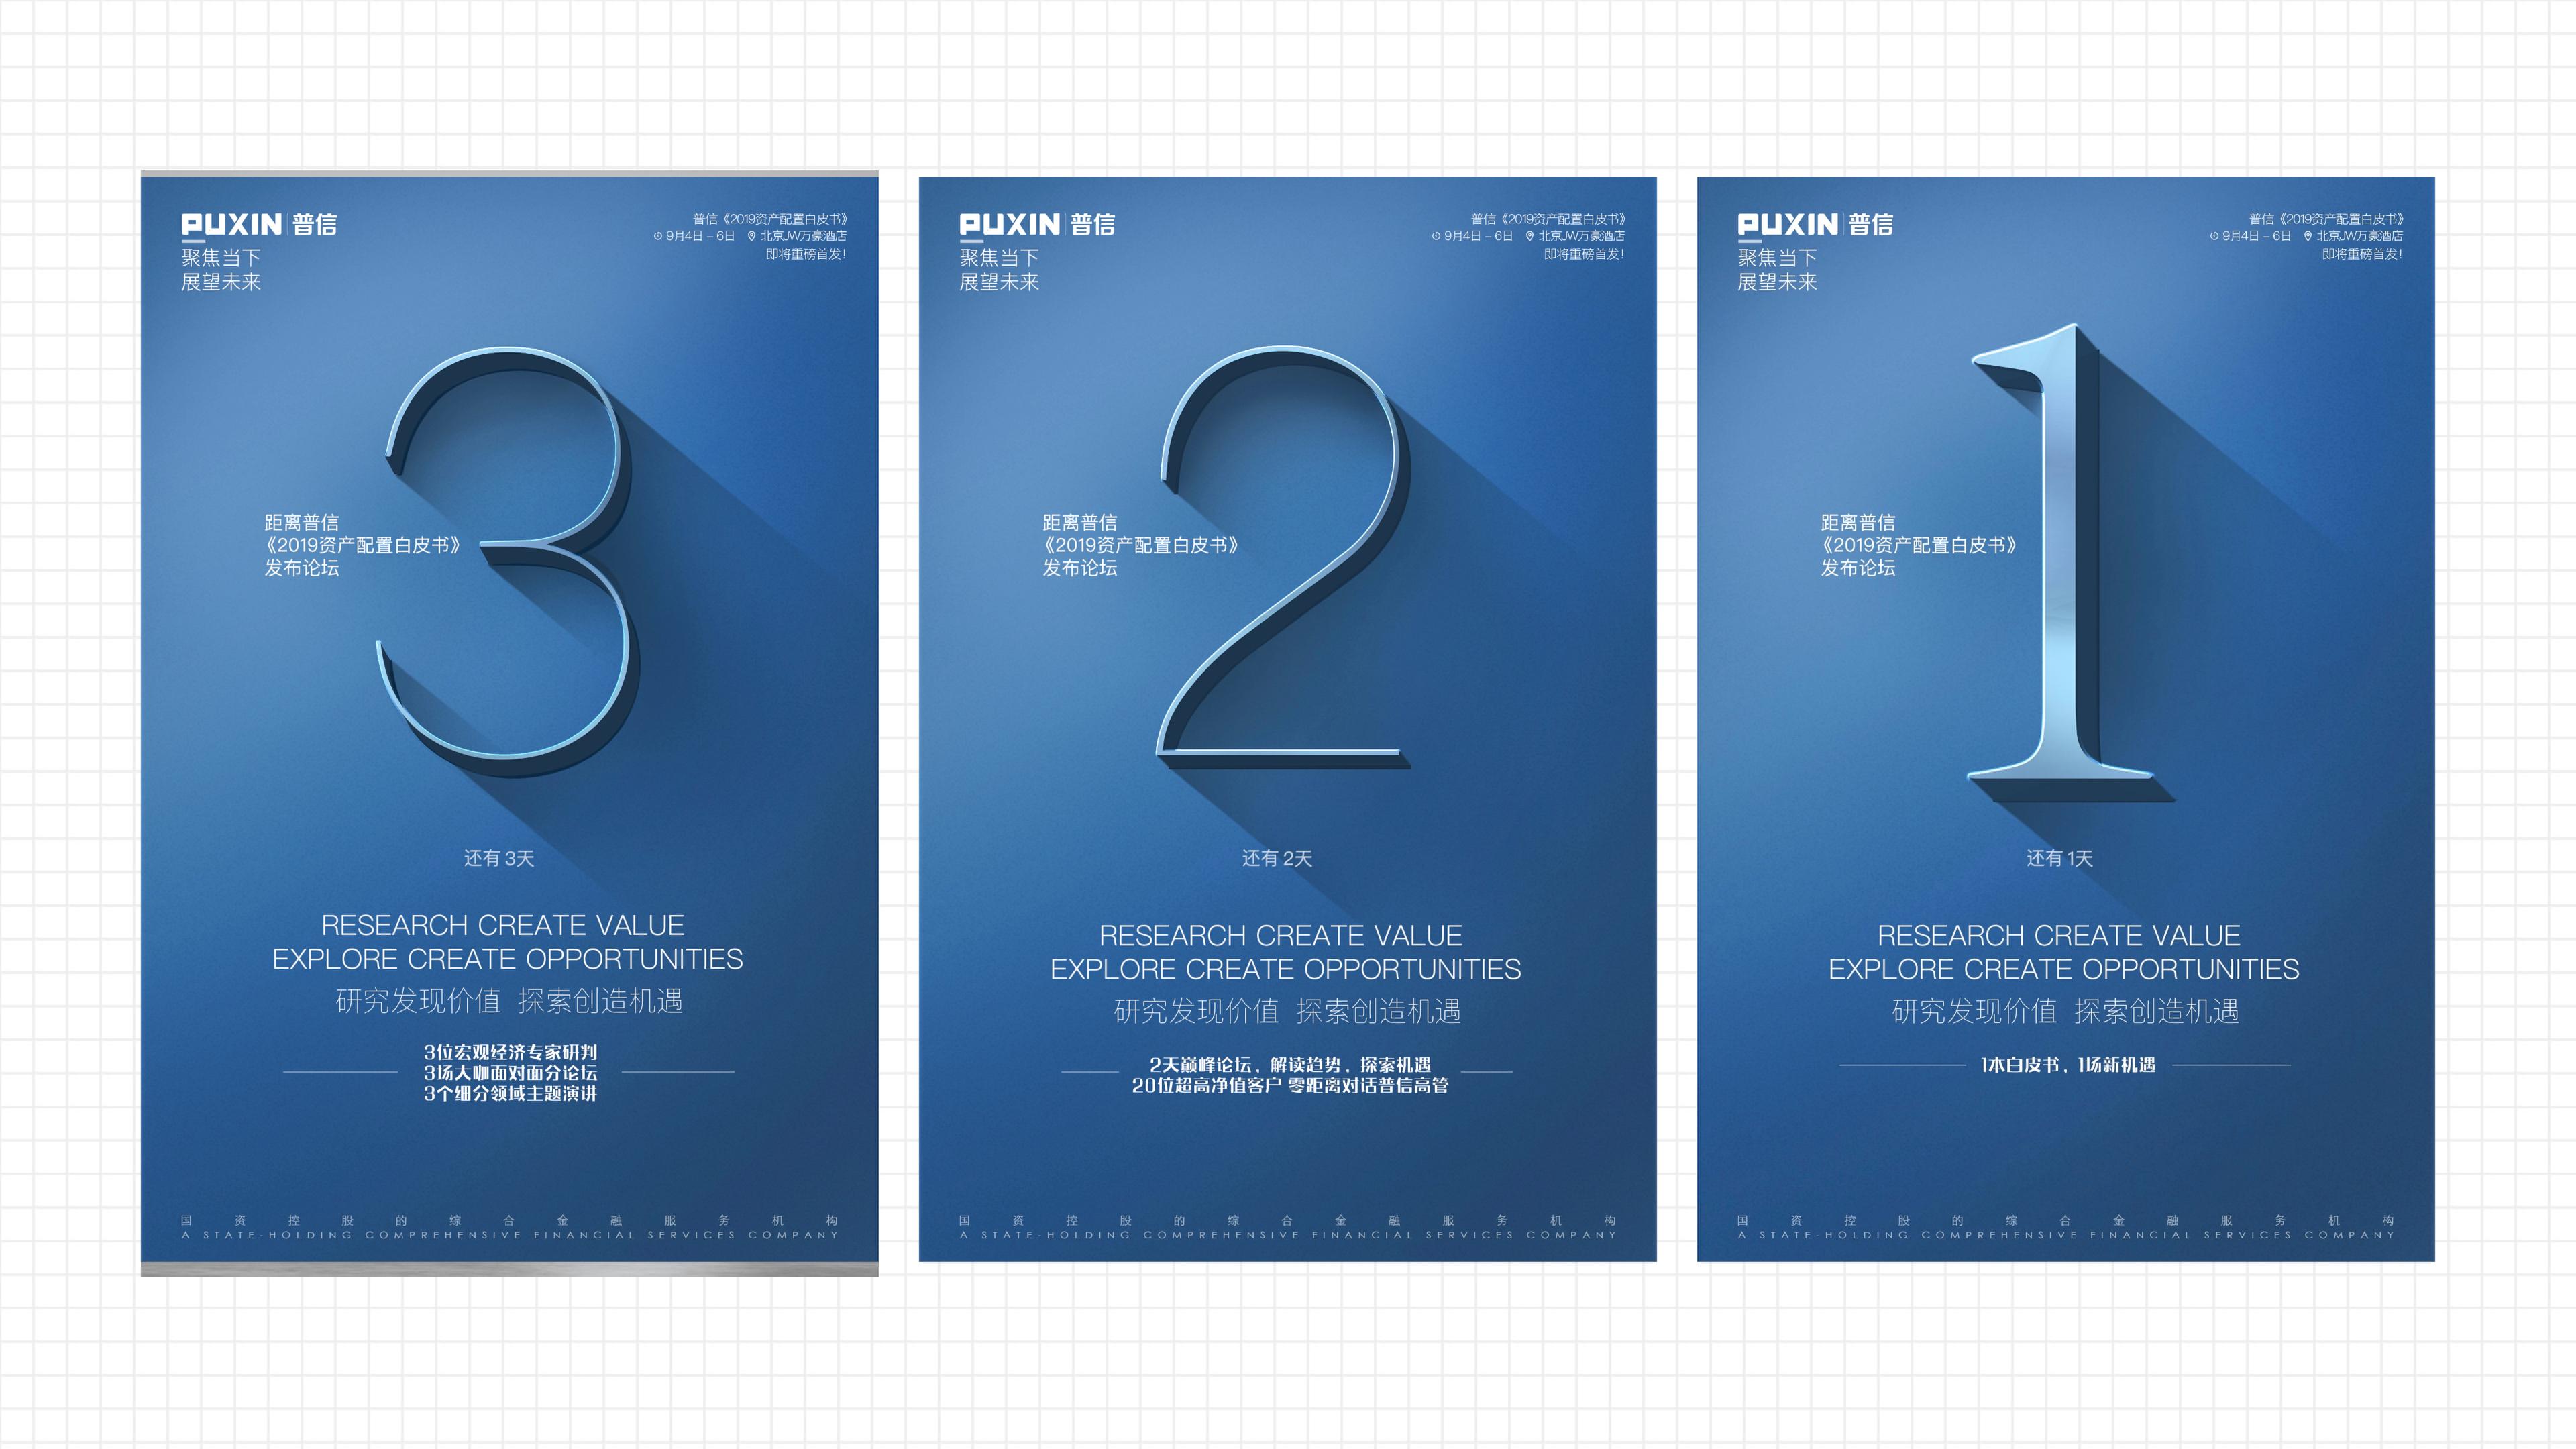 PUXIN 普信
聚焦当下
展望未来
普信《2019资产配置白皮书》
9月4日 – 6日 北京JW万豪酒店
即将重磅首发！
3
距离普信
《2019资产配置白皮书》
发布论坛
还有 3天
RESEARCH CREATE VALUE
EXPLORE CREATE OPPORTUNITIES
研究发现价值 探索创造机遇
3位宏观经济专家研判
3场大咖面对面分论坛
3个细分领域主题演讲
国资控股的综合金融服务机构
A STATE-HOLDING COMPREHENSIVE FINANCIAL SERVICES COMPANY
PUXIN 普信
聚焦当下
展望未来
普信《2019资产配置白皮书》
9月4日 – 6日 北京JW万豪酒店
即将重磅首发！
2
距离普信
《2019资产配置白皮书》
发布论坛
还有 2天
RESEARCH CREATE VALUE
EXPLORE CREATE OPPORTUNITIES
研究发现价值 探索创造机遇
2天巅峰论坛，解读趋势，探索机遇
20位超高净值客户 零距离对话普信高管
国资控股的综合金融服务机构
A STATE-HOLDING COMPREHENSIVE FINANCIAL SERVICES COMPANY
PUXIN 普信
聚焦当下
展望未来
普信《2019资产配置白皮书》
9月4日 – 6日 北京JW万豪酒店
即将重磅首发！
1
距离普信
《2019资产配置白皮书》
发布论坛
还有 1天
RESEARCH CREATE VALUE
EXPLORE CREATE OPPORTUNITIES
研究发现价值 探索创造机遇
1本白皮书，1场新机遇
国资控股的综合金融服务机构
A STATE-HOLDING COMPREHENSIVE FINANCIAL SERVICES COMPANY